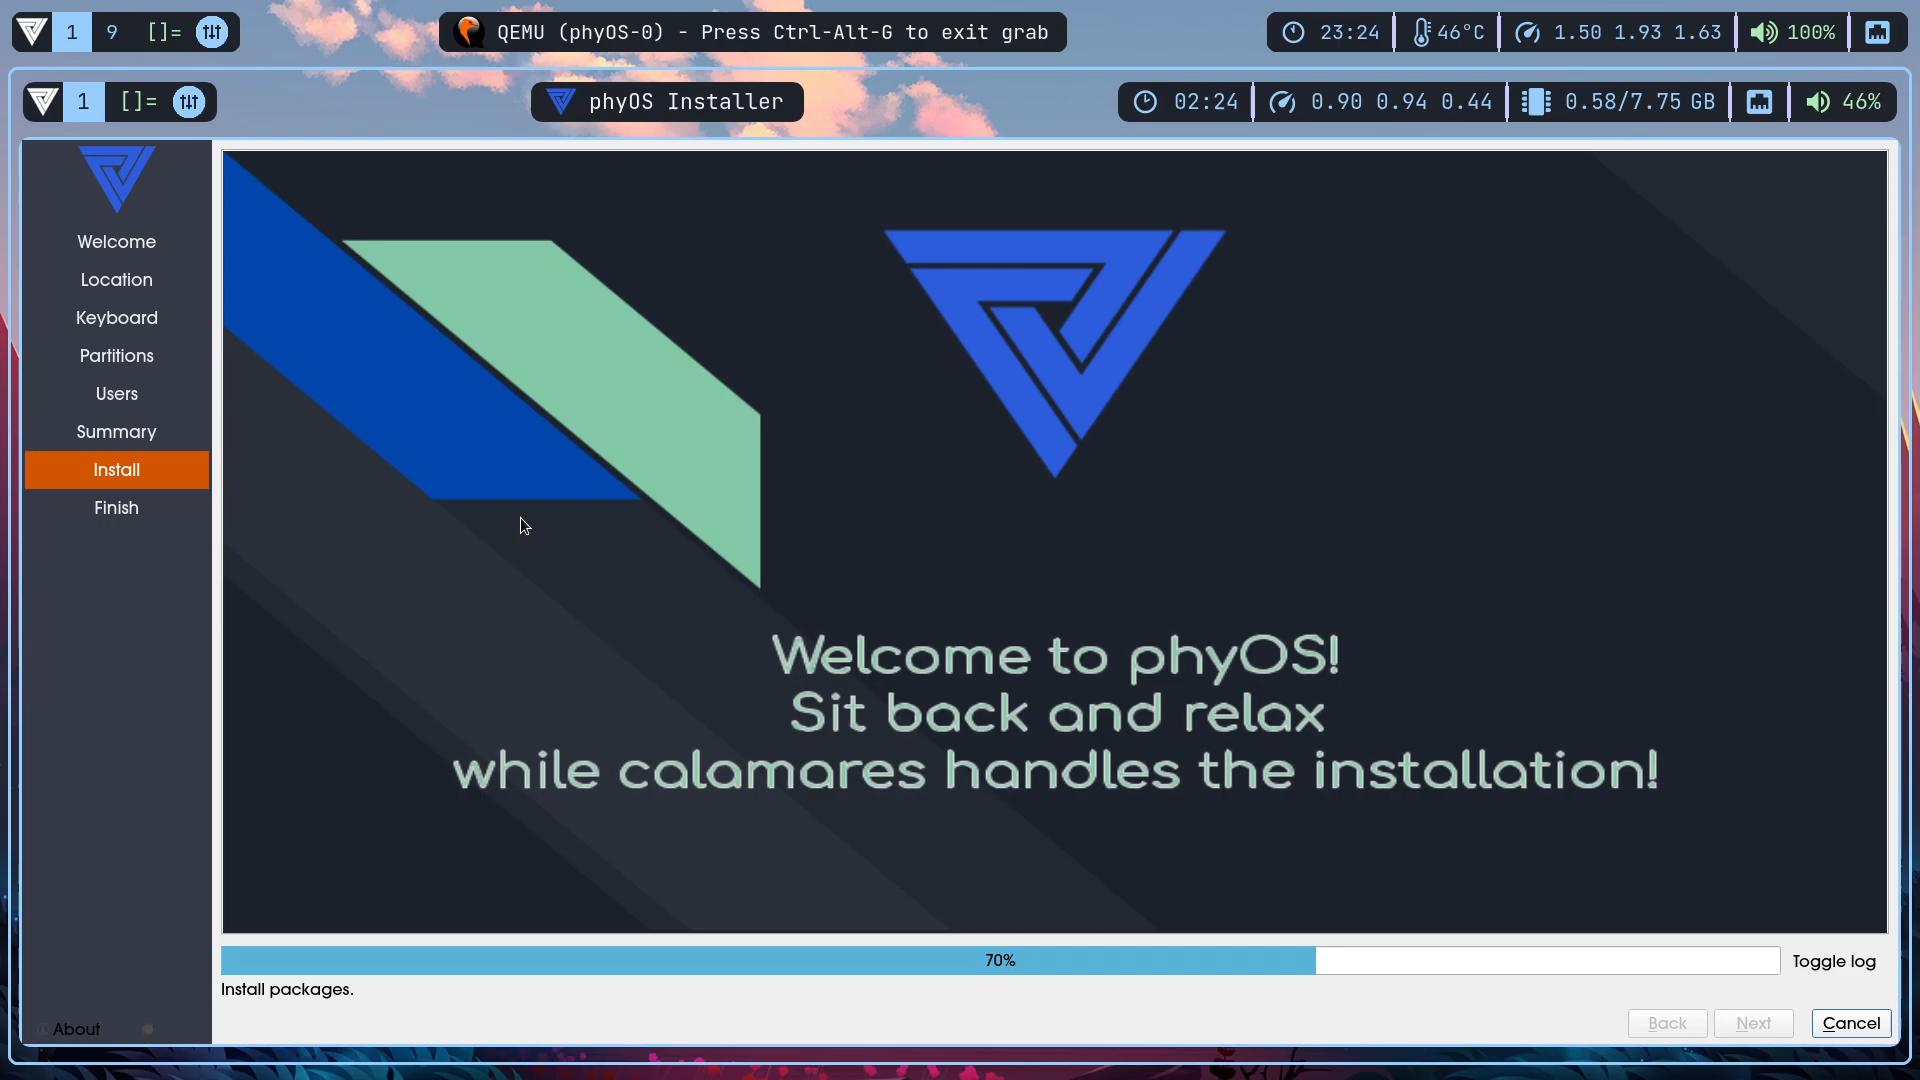 1 9 []= QEMU (phyOS-0) - Press Ctrl-Alt-G to exit grab 23:24 46°C 1.50 1.93 1.63 100%
1 []= phyOS Installer 02:24 0.90 0.94 0.44 0.58/7.75 GB 46%
Welcome
Location
Keyboard
Partitions
Users
Summary
Install
Finish
Welcome to phyOS!
Sit back and relax
while calamares handles the installation!
70% Toggle log
Install packages.
About
Back Next Cancel